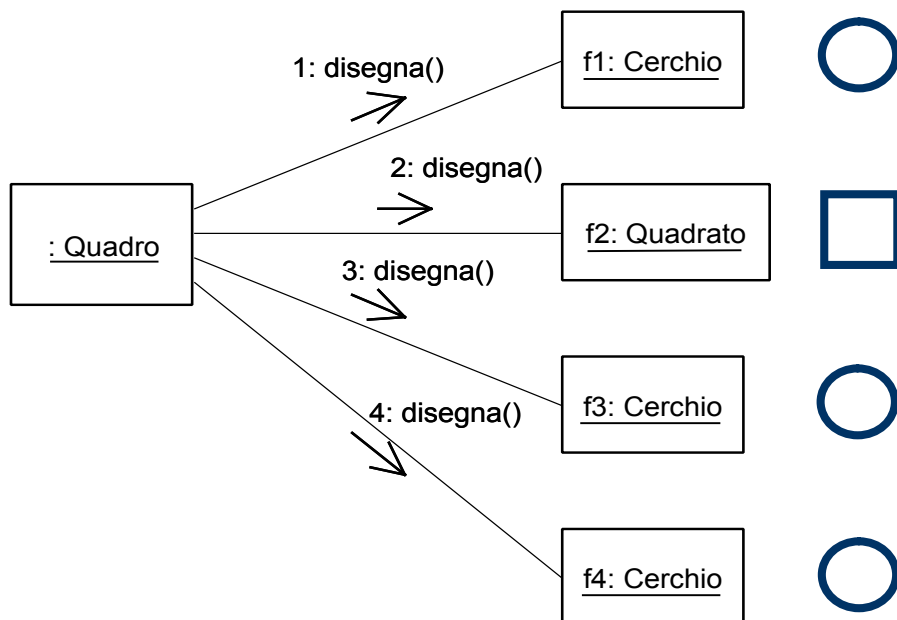 1: disegna()
f1: Cerchio
2: disegna()
: Quadro
f2: Quadrato
3: disegna()
f3: Cerchio
4: disegna()
f4: Cerchio